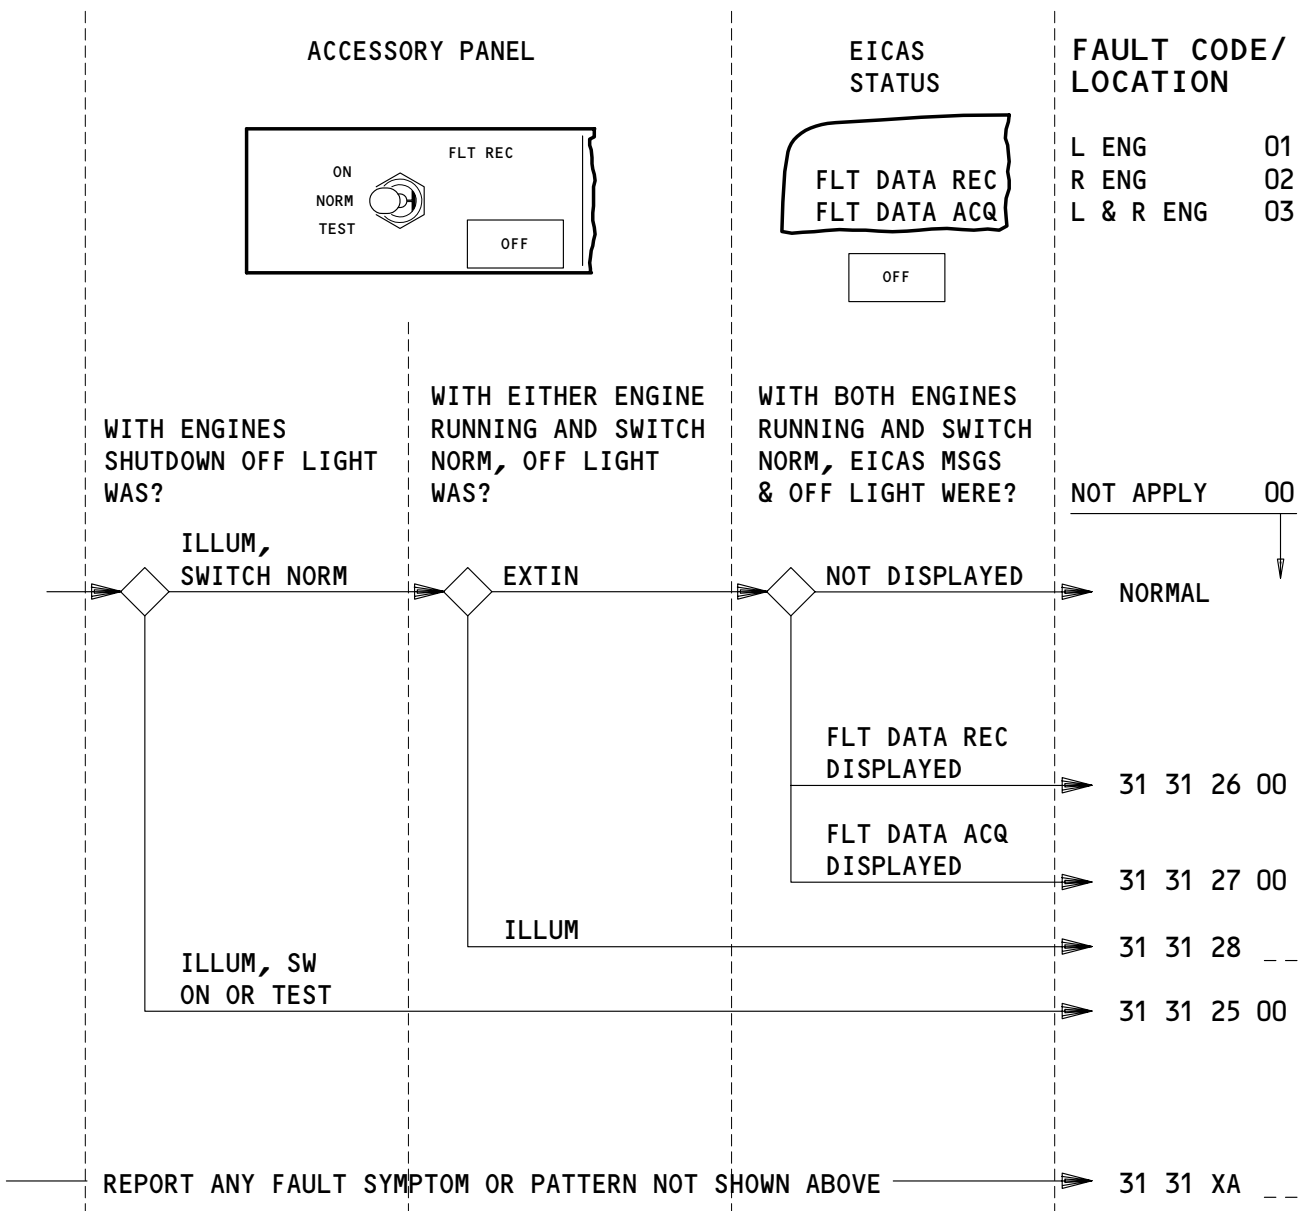 ACCESSORY PANEL
EICAS
STATUS
FAULT CODE/
LOCATION
FLT REC
ON
NORM
TEST
OFF
FLT DATA REC
FLT DATA ACQ
OFF
L ENG 01
R ENG 02
L & R ENG 03
WITH ENGINES
SHUTDOWN OFF LIGHT
WAS?
WITH EITHER ENGINE
RUNNING AND SWITCH
NORM, OFF LIGHT
WAS?
WITH BOTH ENGINES
RUNNING AND SWITCH
NORM, EICAS MSGS
& OFF LIGHT WERE?
NOT APPLY 00
ILLUM,
SWITCH NORM
EXTIN
NOT DISPLAYED
NORMAL
FLT DATA REC
DISPLAYED
31 31 26 00
FLT DATA ACQ
DISPLAYED
31 31 27 00
ILLUM
31 31 28 _ _
ILLUM, SW
ON OR TEST
31 31 25 00
REPORT ANY FAULT SYMPTOM OR PATTERN NOT SHOWN ABOVE
31 31 XA _ _